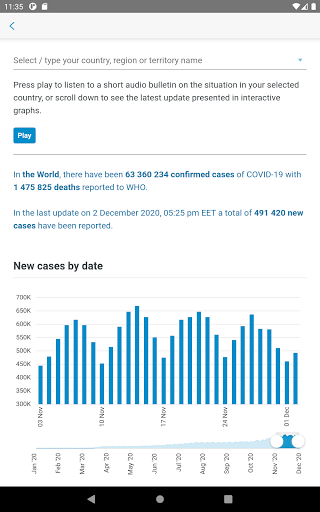 11:35
Select / type your country, region or territory name
Press play to listen to a short audio bulletin on the situation in your selected
country, or scroll down to see the latest update presented in interactive
graphs.
Play
In the World, there have been 63 360 234 confirmed cases of COVID-19 with
1 475 825 deaths reported to WHO.
In the last update on 2 December 2020, 05:25 pm EET a total of 491 420 new
cases have been reported.
New cases by date
700K
650K
600K
550K
500K
450K
400K
350K
300K
03 Nov
10 Nov
17 Nov
24 Nov
01 Dec
Jan '20
Feb '20
Mar '20
Apr '20
May '20
Jun '20
Jul '20
Aug '20
Sep '20
Oct '20
Nov '20
Dec '20